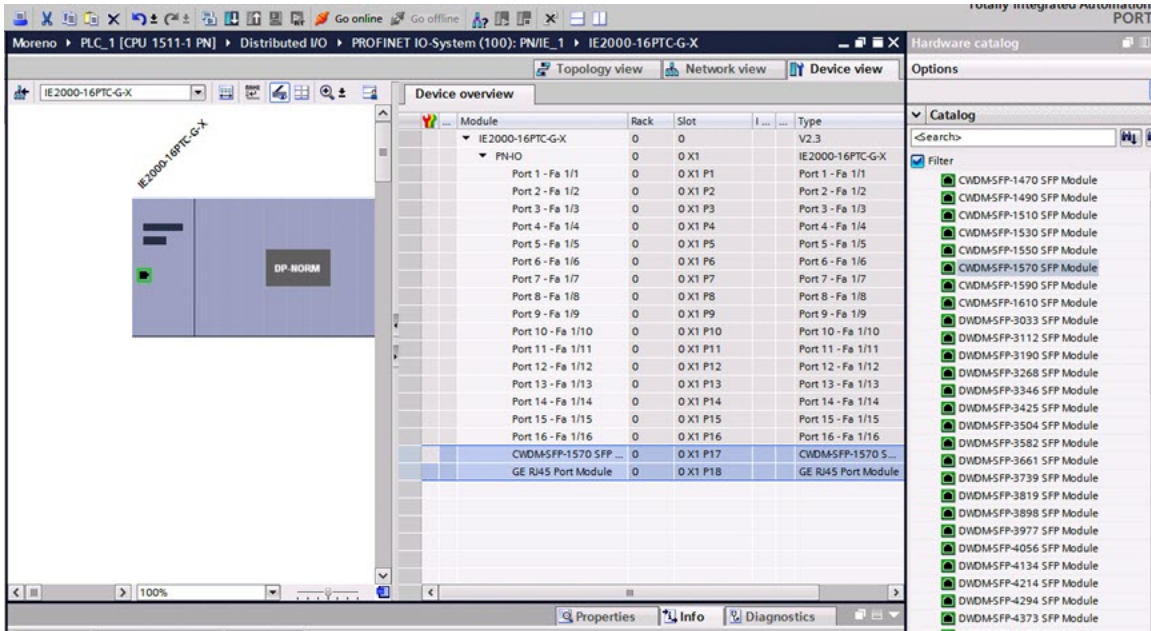 Totally Integrated Automation
PORT
Go online Go offline
Moreno ▸ PLC_1 [CPU 1511-1 PN] ▸ Distributed I/O ▸ PROFINET IO-System (100): PN/IE_1 ▸ IE2000-16PTC-G-X
Topology view Network view Device view
IE2000-16PTC-G-X
IE2000-16PTC-G-X
DP-NORM
100%
Device overview
... Module Rack Slot I ... ... Type
IE2000-16PTC-G-X 0 0 V2.3
PN-IO 0 0 X1 IE2000-16PTC-G-X
Port 1 - Fa 1/1 0 0 X1 P1 Port 1 - Fa 1/1
Port 2 - Fa 1/2 0 0 X1 P2 Port 2 - Fa 1/2
Port 3 - Fa 1/3 0 0 X1 P3 Port 3 - Fa 1/3
Port 4 - Fa 1/4 0 0 X1 P4 Port 4 - Fa 1/4
Port 5 - Fa 1/5 0 0 X1 P5 Port 5 - Fa 1/5
Port 6 - Fa 1/6 0 0 X1 P6 Port 6 - Fa 1/6
Port 7 - Fa 1/7 0 0 X1 P7 Port 7 - Fa 1/7
Port 8 - Fa 1/8 0 0 X1 P8 Port 8 - Fa 1/8
Port 9 - Fa 1/9 0 0 X1 P9 Port 9 - Fa 1/9
Port 10 - Fa 1/10 0 0 X1 P10 Port 10 - Fa 1/10
Port 11 - Fa 1/11 0 0 X1 P11 Port 11 - Fa 1/11
Port 12 - Fa 1/12 0 0 X1 P12 Port 12 - Fa 1/12
Port 13 - Fa 1/13 0 0 X1 P13 Port 13 - Fa 1/13
Port 14 - Fa 1/14 0 0 X1 P14 Port 14 - Fa 1/14
Port 15 - Fa 1/15 0 0 X1 P15 Port 15 - Fa 1/15
Port 16 - Fa 1/16 0 0 X1 P16 Port 16 - Fa 1/16
CWDM-SFP-1570 SFP ... 0 0 X1 P17 CWDM-SFP-1570 S...
GE RJ45 Port Module 0 0 X1 P18 GE RJ45 Port Module
Properties Info Diagnostics
Hardware catalog
Options
Catalog
<Search>
Filter
CWDM-SFP-1470 SFP Module
CWDM-SFP-1490 SFP Module
CWDM-SFP-1510 SFP Module
CWDM-SFP-1530 SFP Module
CWDM-SFP-1550 SFP Module
CWDM-SFP-1570 SFP Module
CWDM-SFP-1590 SFP Module
CWDM-SFP-1610 SFP Module
DWDM-SFP-3033 SFP Module
DWDM-SFP-3112 SFP Module
DWDM-SFP-3190 SFP Module
DWDM-SFP-3268 SFP Module
DWDM-SFP-3346 SFP Module
DWDM-SFP-3425 SFP Module
DWDM-SFP-3504 SFP Module
DWDM-SFP-3582 SFP Module
DWDM-SFP-3661 SFP Module
DWDM-SFP-3739 SFP Module
DWDM-SFP-3819 SFP Module
DWDM-SFP-3898 SFP Module
DWDM-SFP-3977 SFP Module
DWDM-SFP-4056 SFP Module
DWDM-SFP-4134 SFP Module
DWDM-SFP-4214 SFP Module
DWDM-SFP-4294 SFP Module
DWDM-SFP-4373 SFP Module